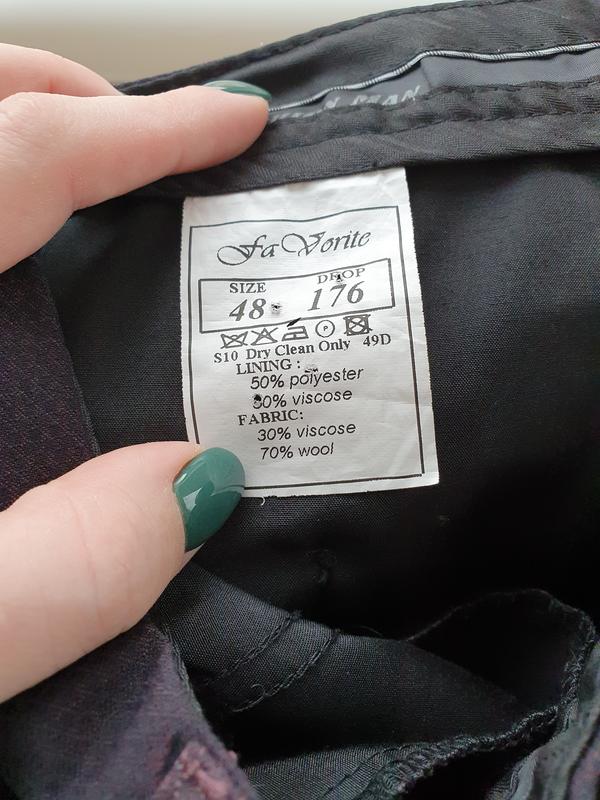 Fa Vorite
SIZE DROP
48 176
S10 Dry Clean Only 49D
LINING :
50% polyester
50% viscose
FABRIC:
30% viscose
70% wool